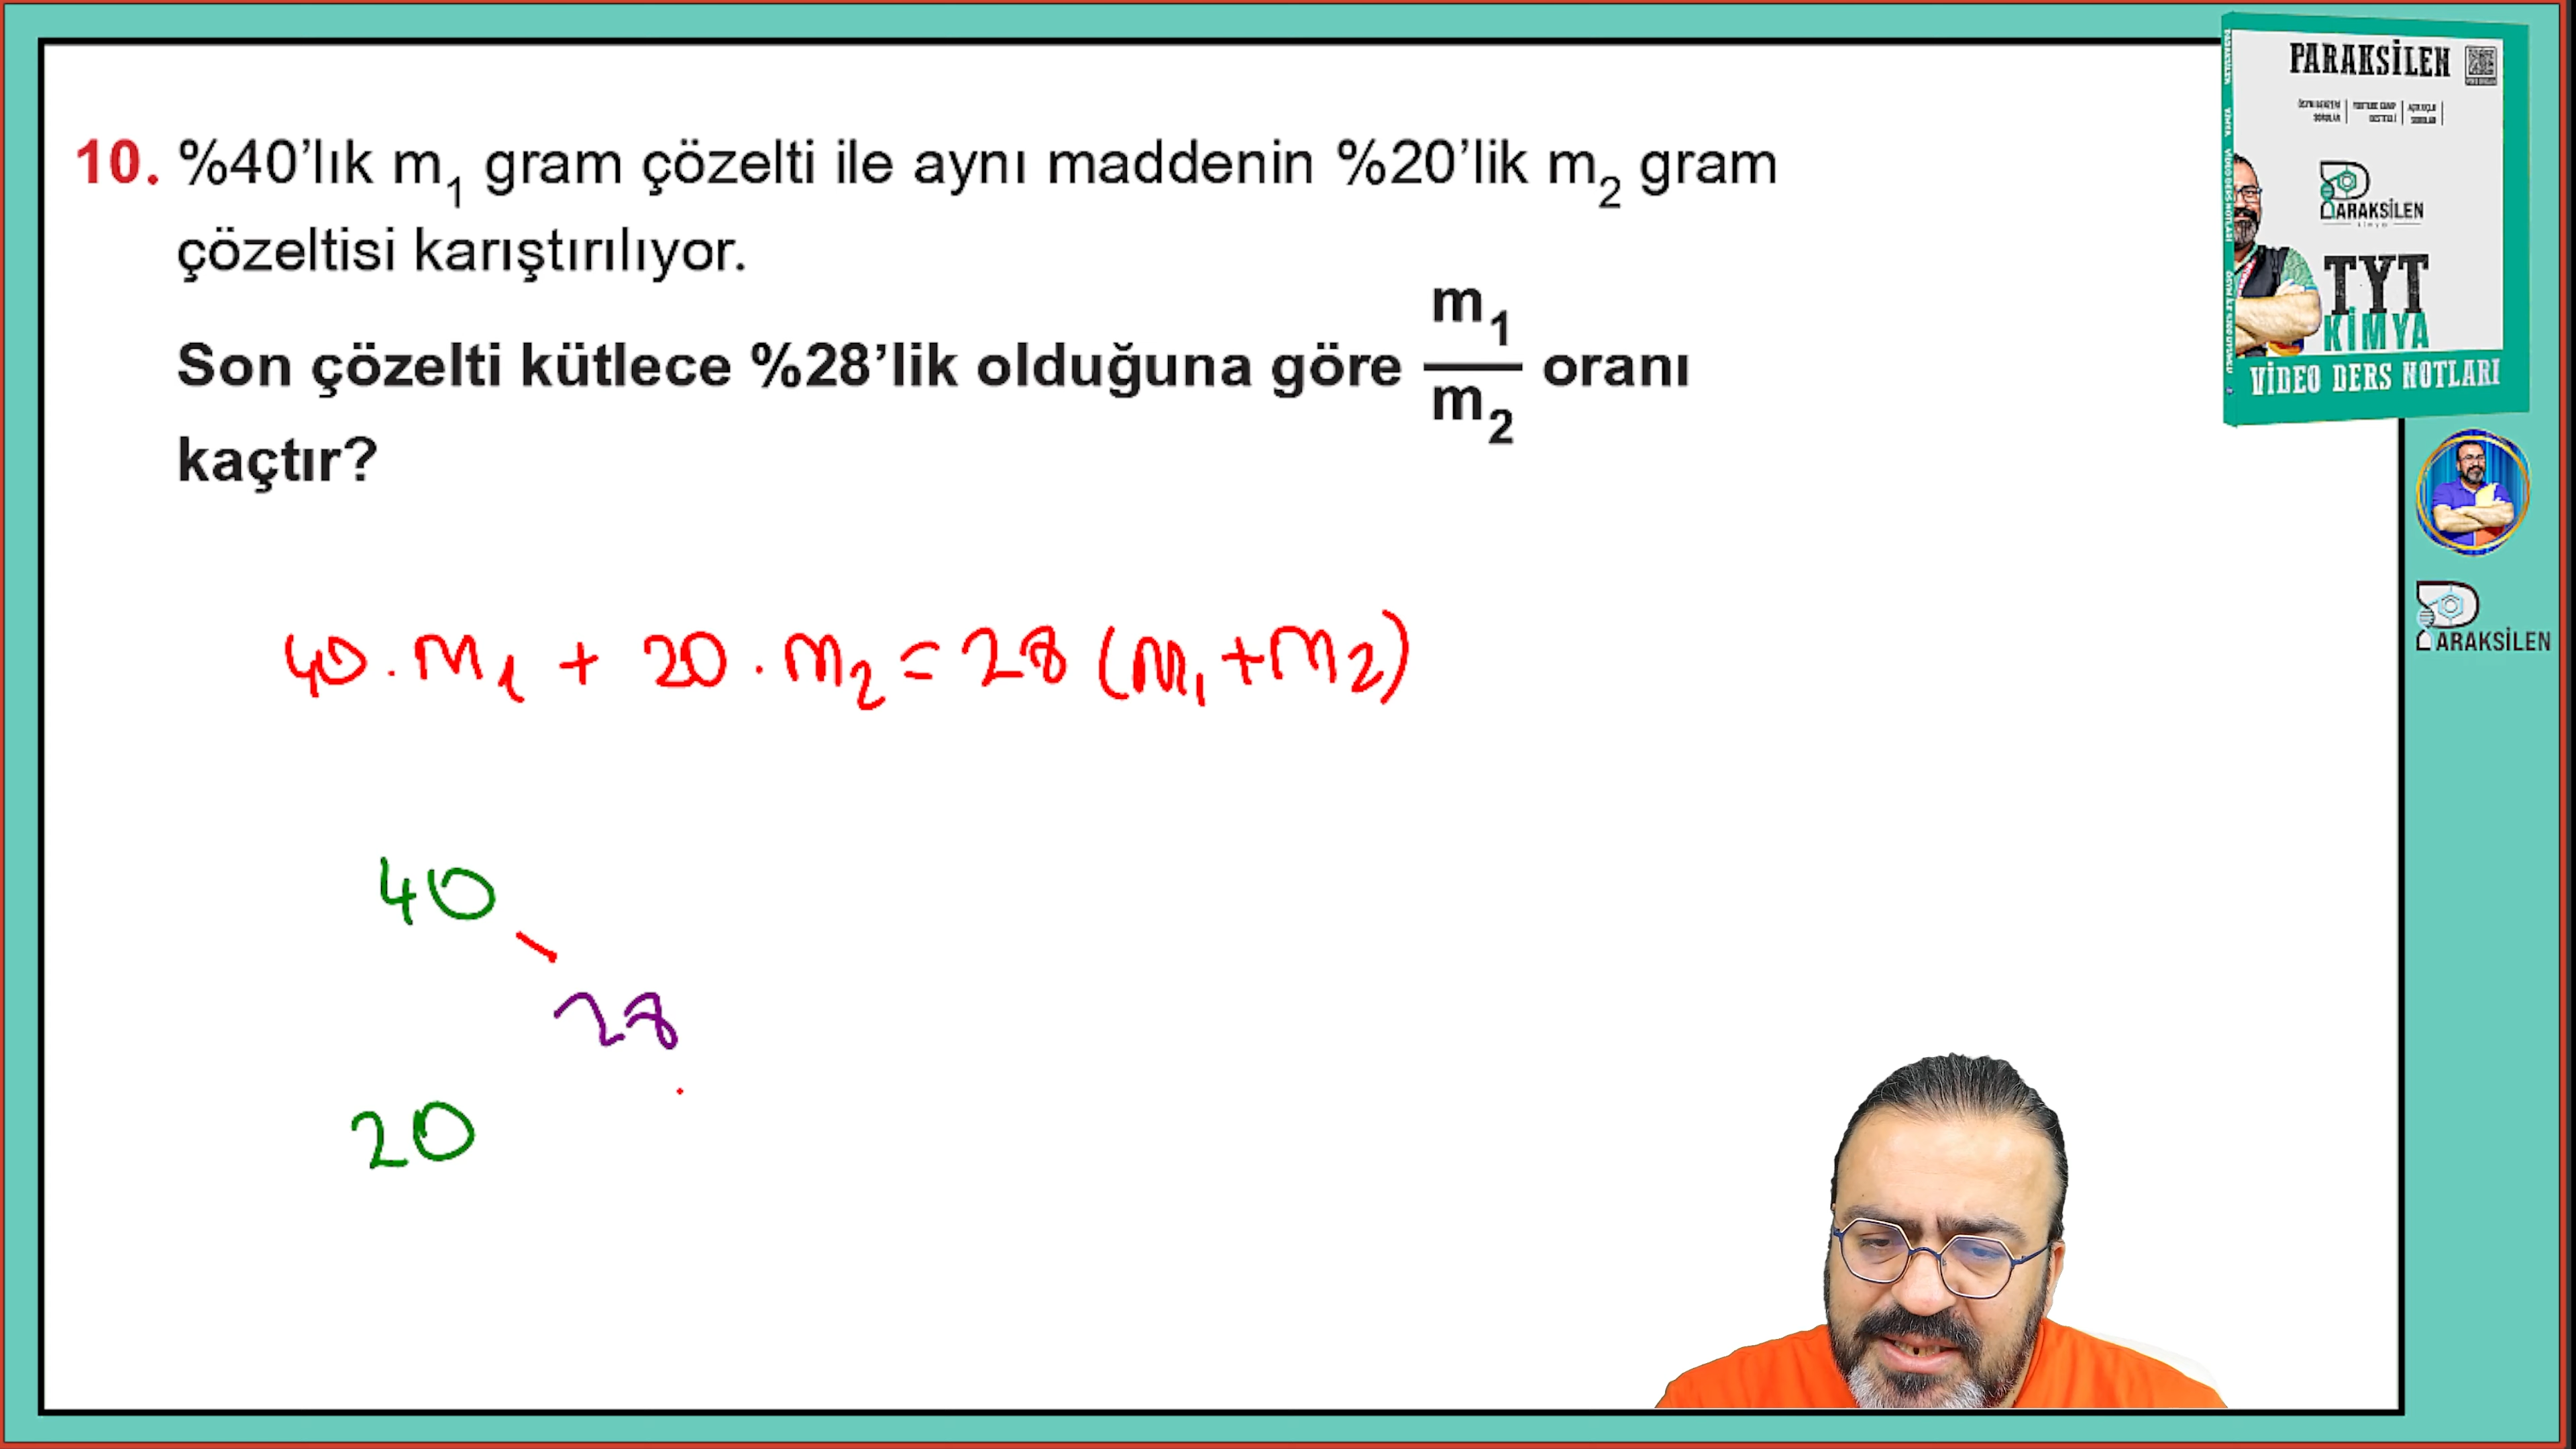 10. %40'lık m₁ gram çözelti ile aynı maddenin %20'lik m₂ gram
çözeltisi karıştırılıyor.
Son çözelti kütlece %28'lik olduğuna göre m₁/m₂ oranı
kaçtır?
40 . m₁ + 20 . m₂ = 28 (m₁ + m₂)
40
28
20
PARAKSİLEN
PARAKSİLEN
TYT
KİMYA
VİDEO DERS NOTLARI
PARAKSİLEN